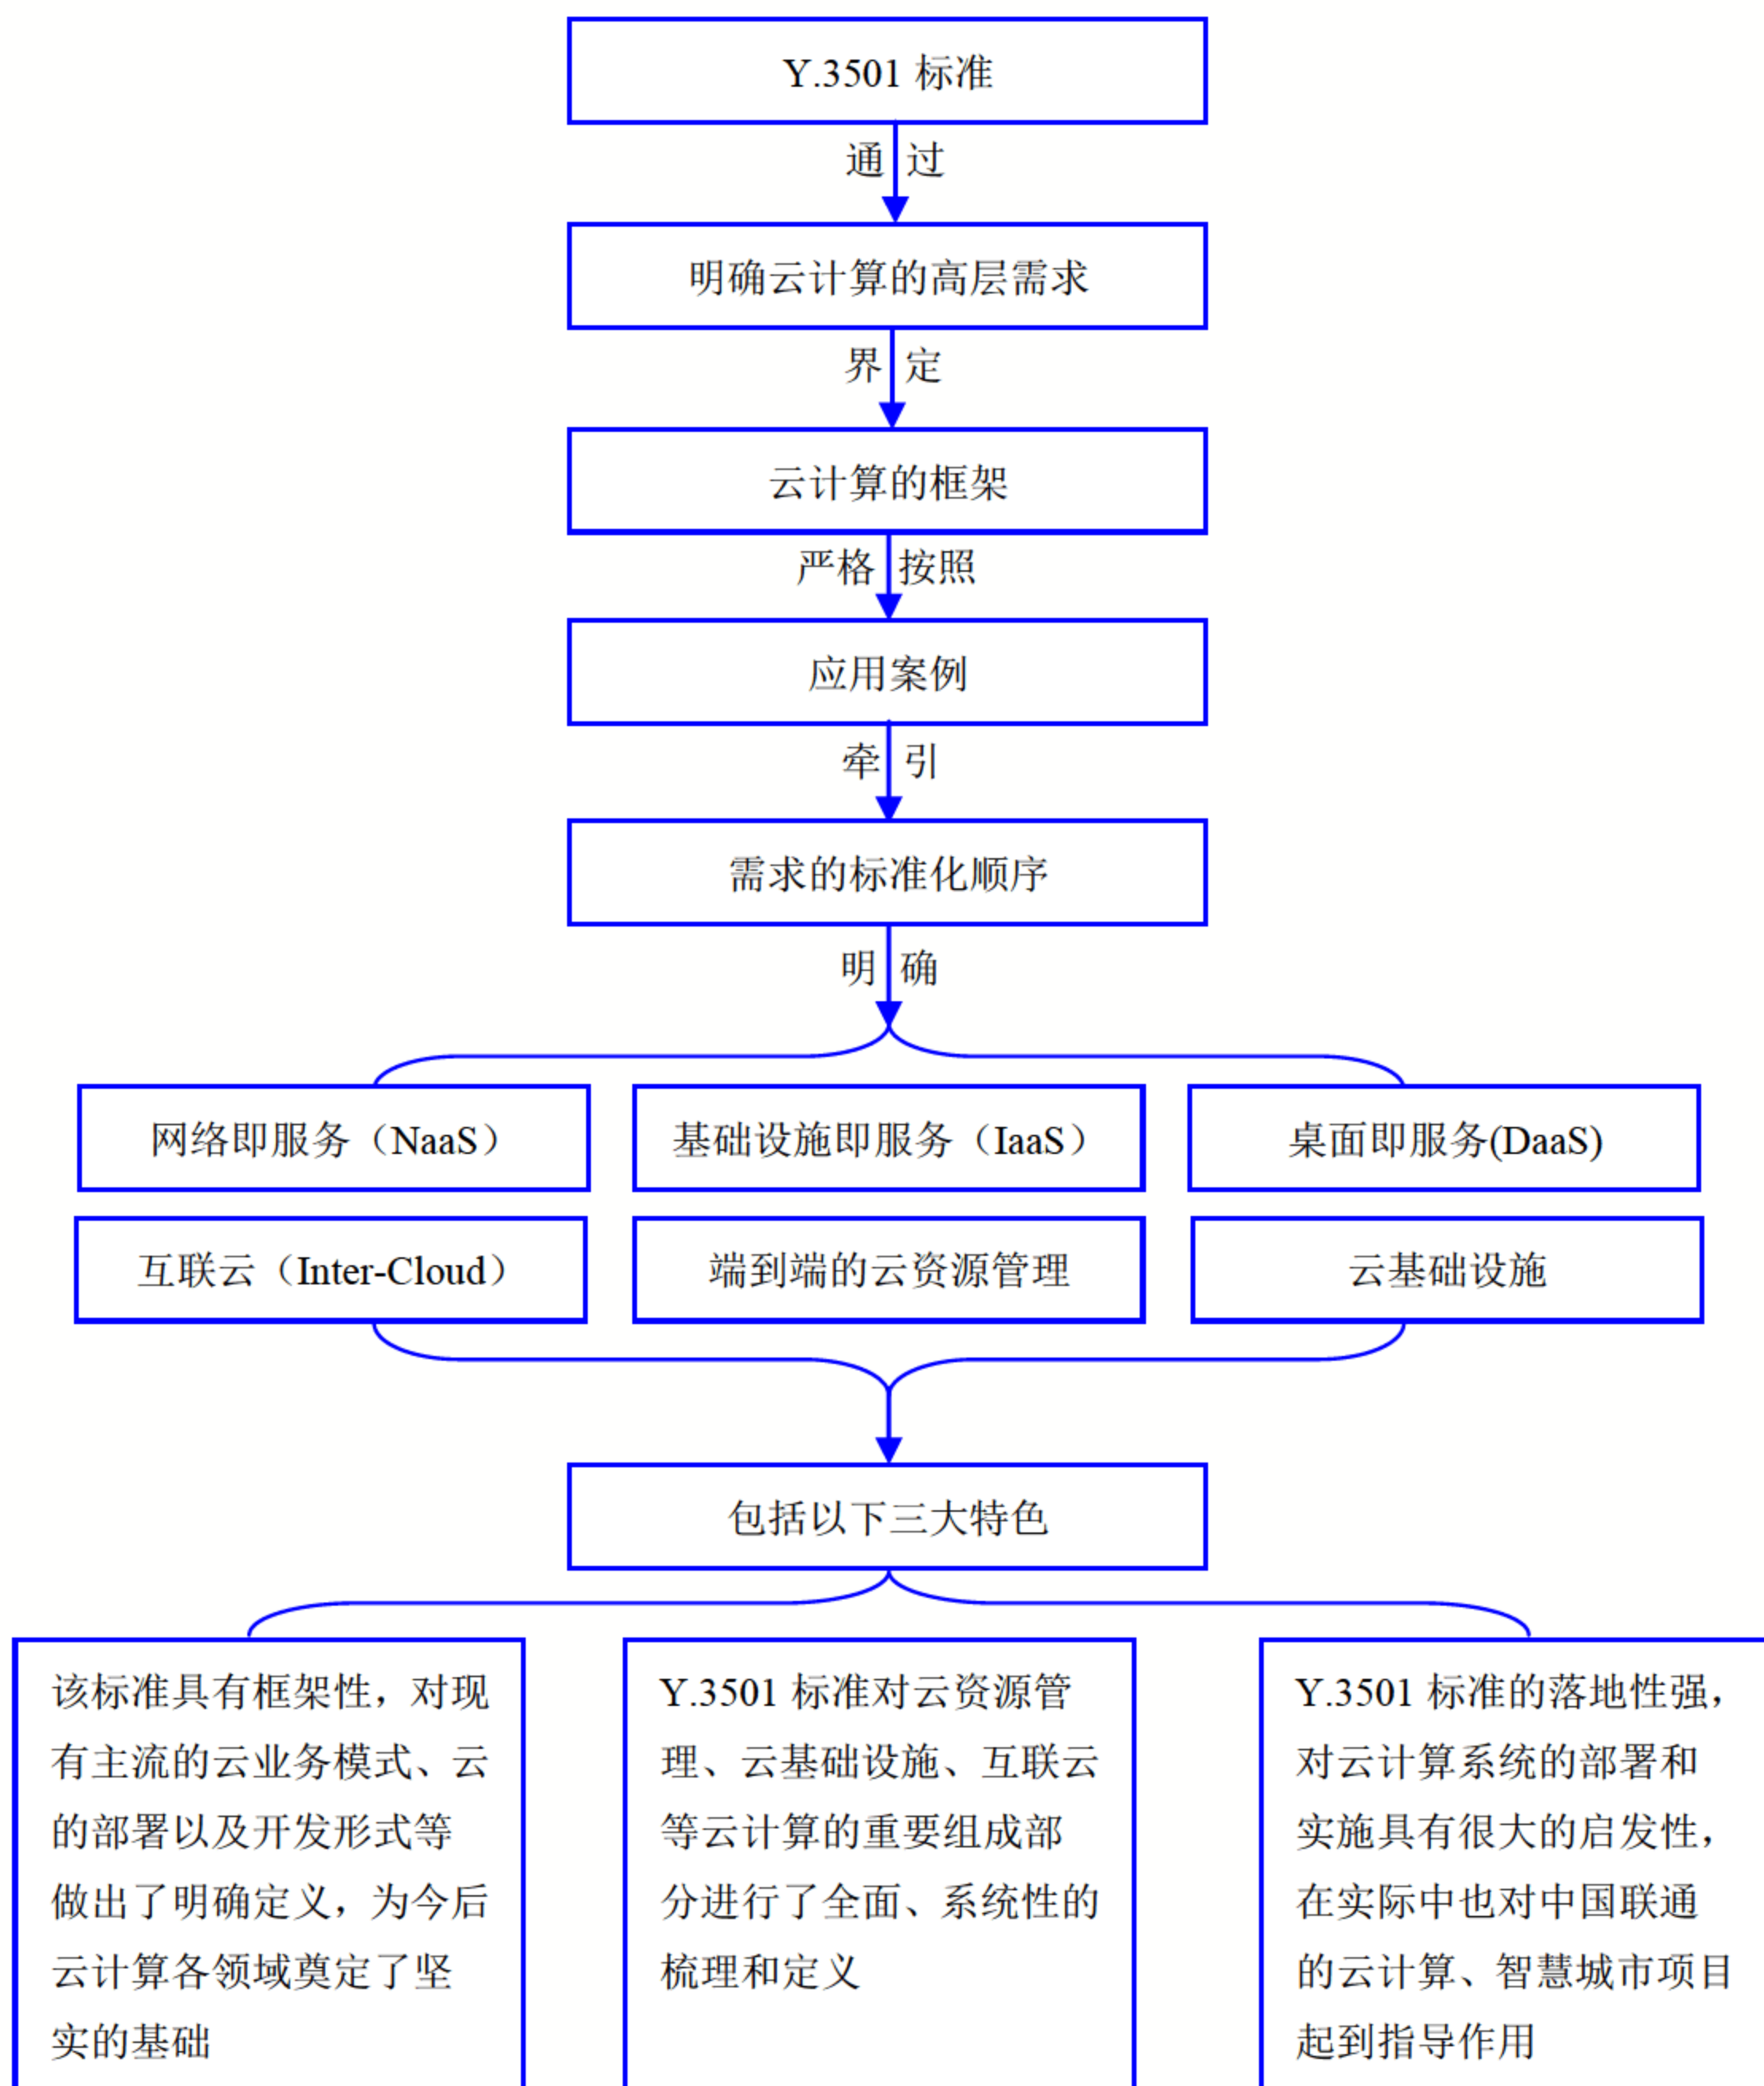 Y.3501 标准
通过
明确云计算的高层需求
界定
云计算的框架
严格按照
应用案例
牵引
需求的标准化顺序
明确
网络即服务（NaaS）
基础设施即服务（IaaS）
桌面即服务(DaaS)
互联云（Inter-Cloud）
端到端的云资源管理
云基础设施
包括以下三大特色
该标准具有框架性，对现
有主流的云业务模式、云
的部署以及开发形式等
做出了明确定义，为今后
云计算各领域奠定了坚
实的基础
Y.3501 标准对云资源管
理、云基础设施、互联云
等云计算的重要组成部
分进行了全面、系统性的
梳理和定义
Y.3501 标准的落地性强，
对云计算系统的部署和
实施具有很大的启发性，
在实际中也对中国联通
的云计算、智慧城市项目
起到指导作用